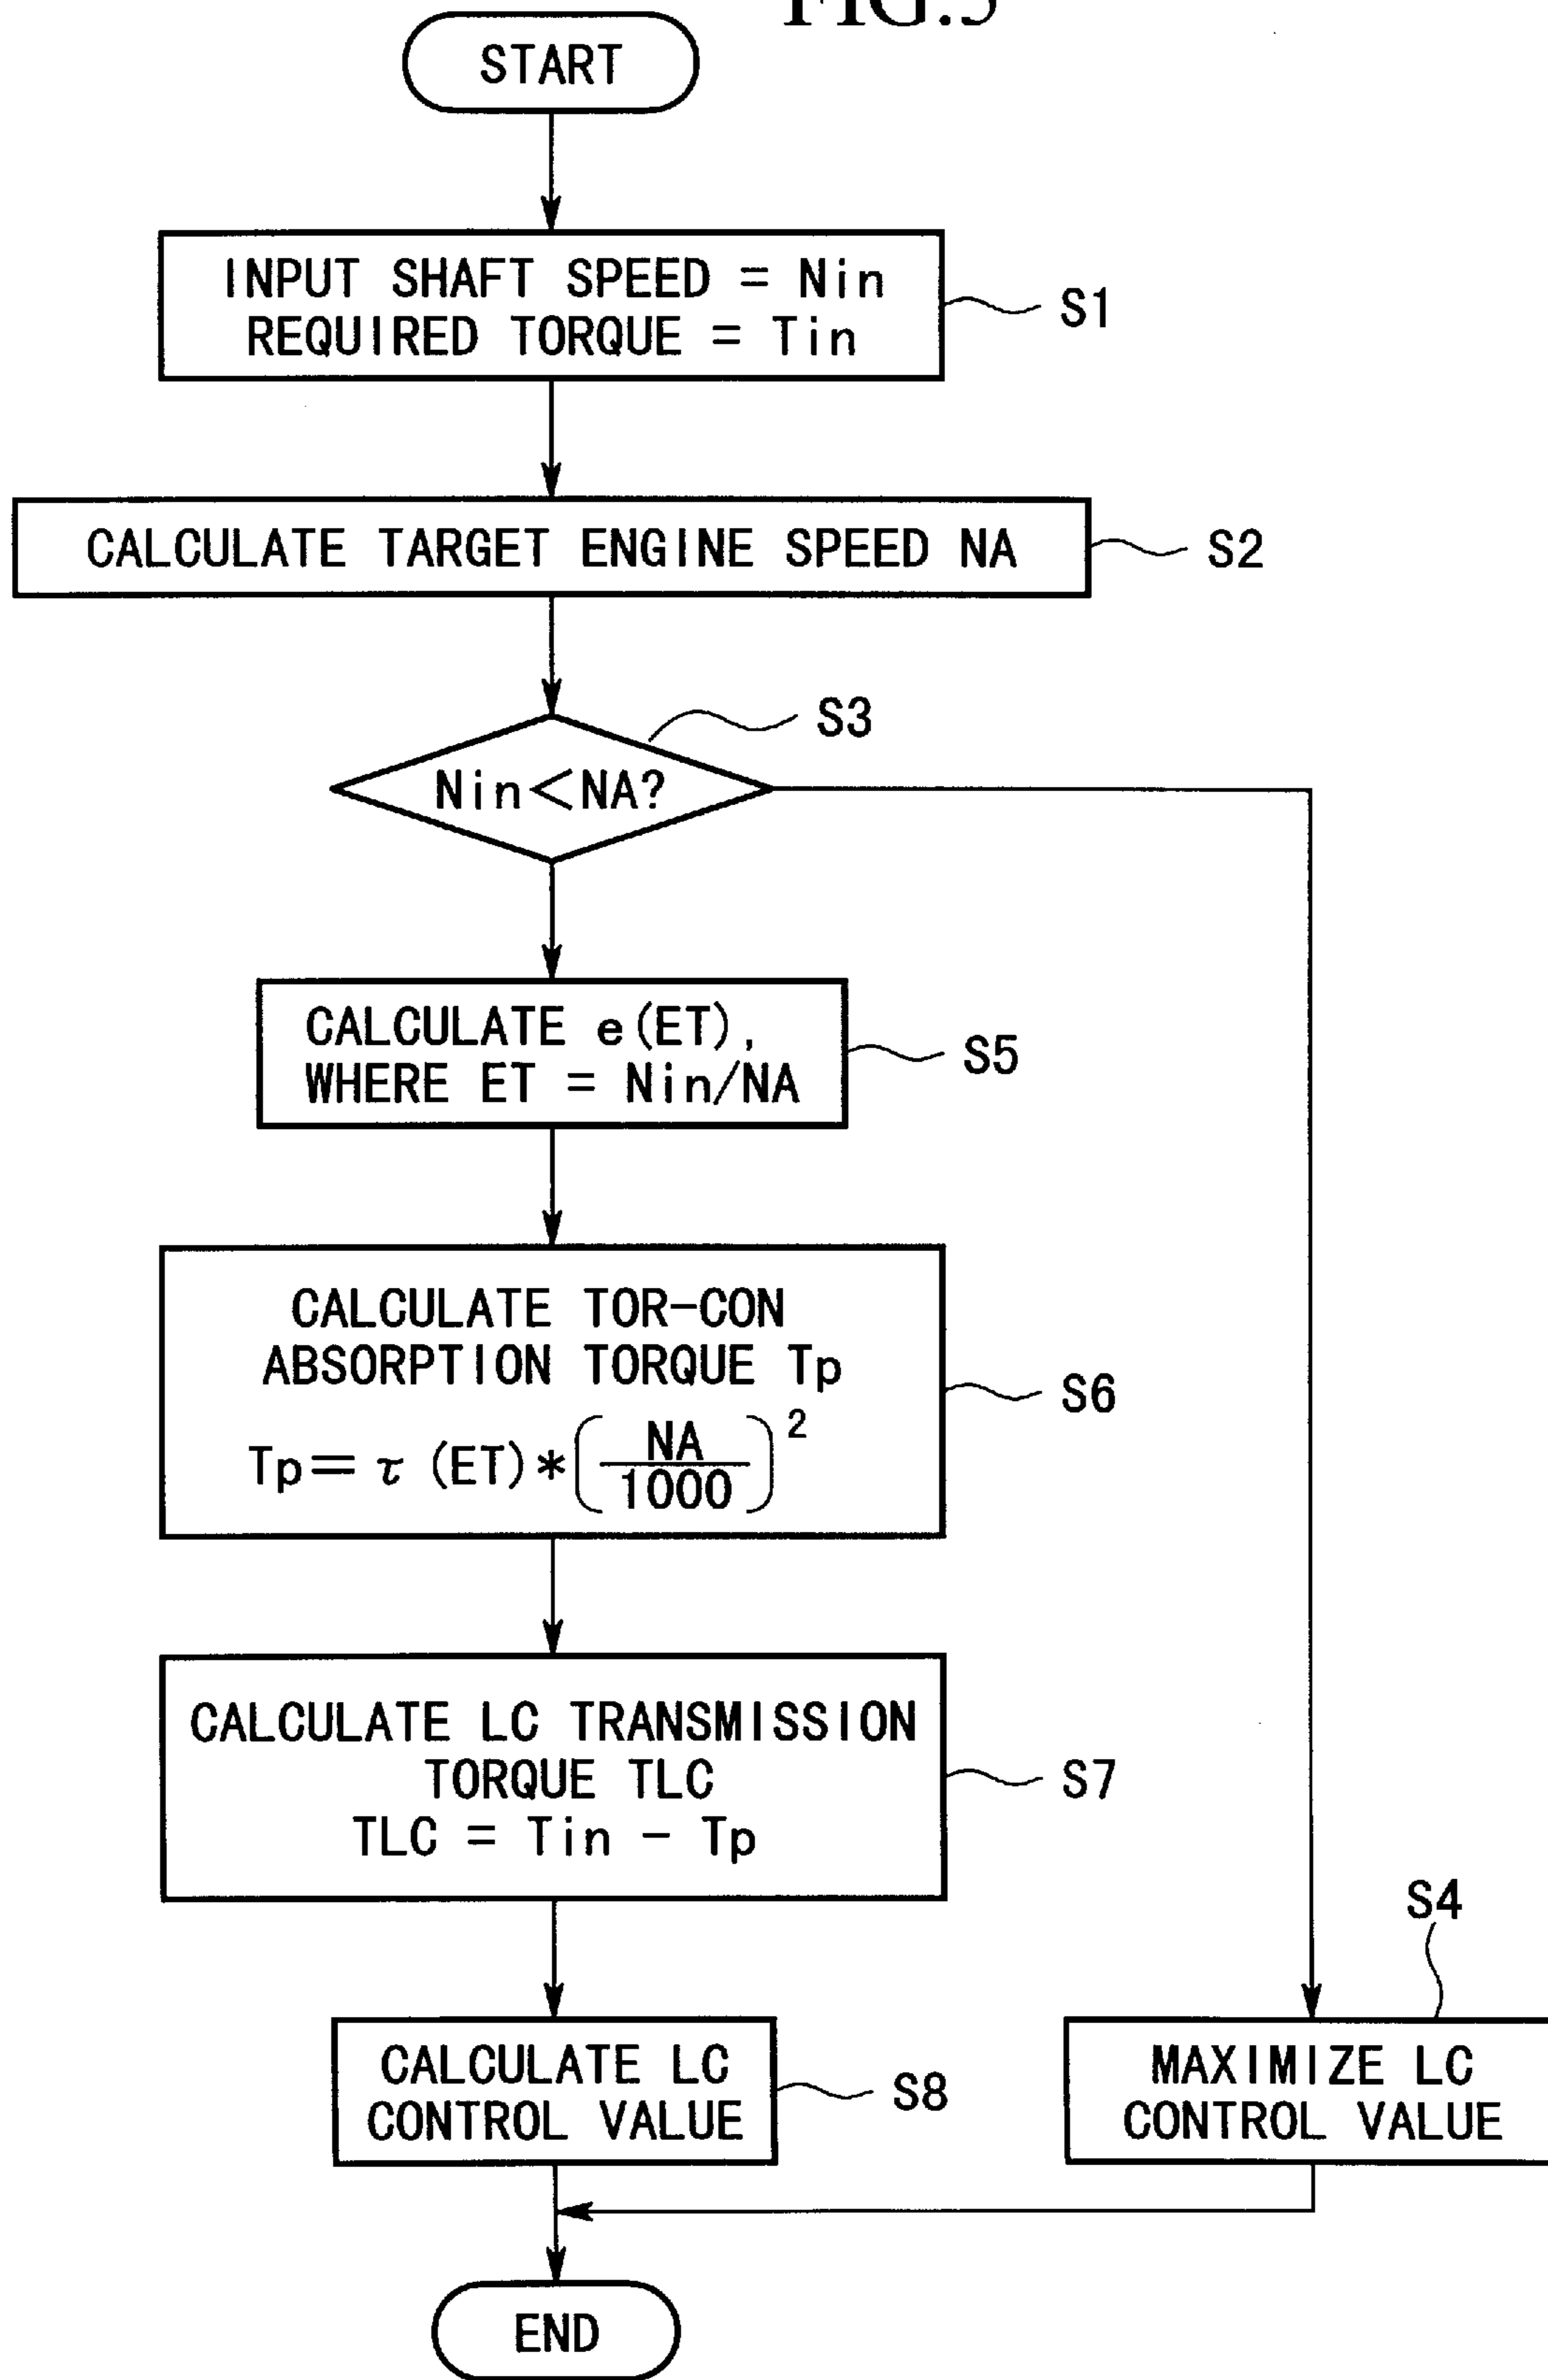 FIG.5
START
INPUT SHAFT SPEED = Nin
REQUIRED TORQUE = Tin
S1
CALCULATE TARGET ENGINE SPEED NA
S2
S3
Nin<NA?
CALCULATE e(ET),
WHERE ET = Nin/NA
S5
CALCULATE TOR-CON
ABSORPTION TORQUE Tp
Tp= τ (ET)*(NA/1000)²
S6
CALCULATE LC TRANSMISSION
TORQUE TLC
TLC = Tin - Tp
S7
CALCULATE LC
CONTROL VALUE
S8
S4
MAXIMIZE LC
CONTROL VALUE
END